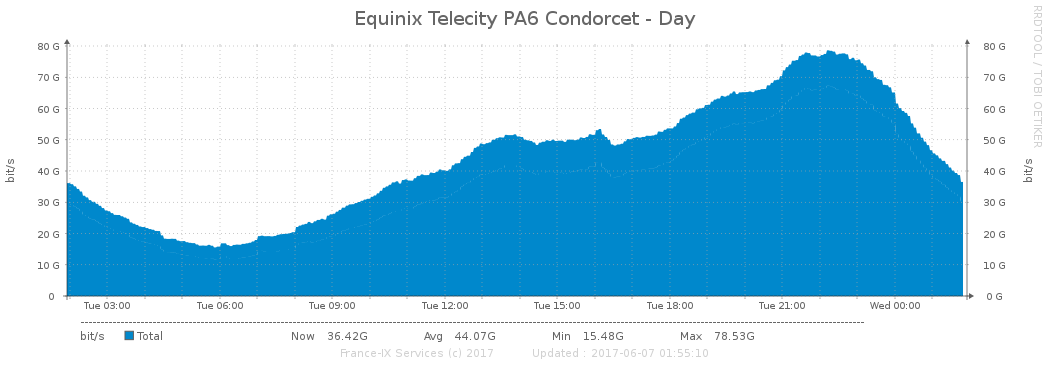 Equinix Telecity PA6 Condorcet - Day
RRDTOOL / TOBI OETIKER
80 G 80 G
70 G 70 G
60 G 60 G
50 G 50 G
40 G 40 G
30 G 30 G
20 G 20 G
10 G 10 G
0 0 G
bit/s bit/s
Tue 03:00 Tue 06:00 Tue 09:00 Tue 12:00 Tue 15:00 Tue 18:00 Tue 21:00 Wed 00:00
bit/s Total Now 36.42G Avg 44.07G Min 15.48G Max 78.53G
France-IX Services (c) 2017 Updated : 2017-06-07 01:55:10